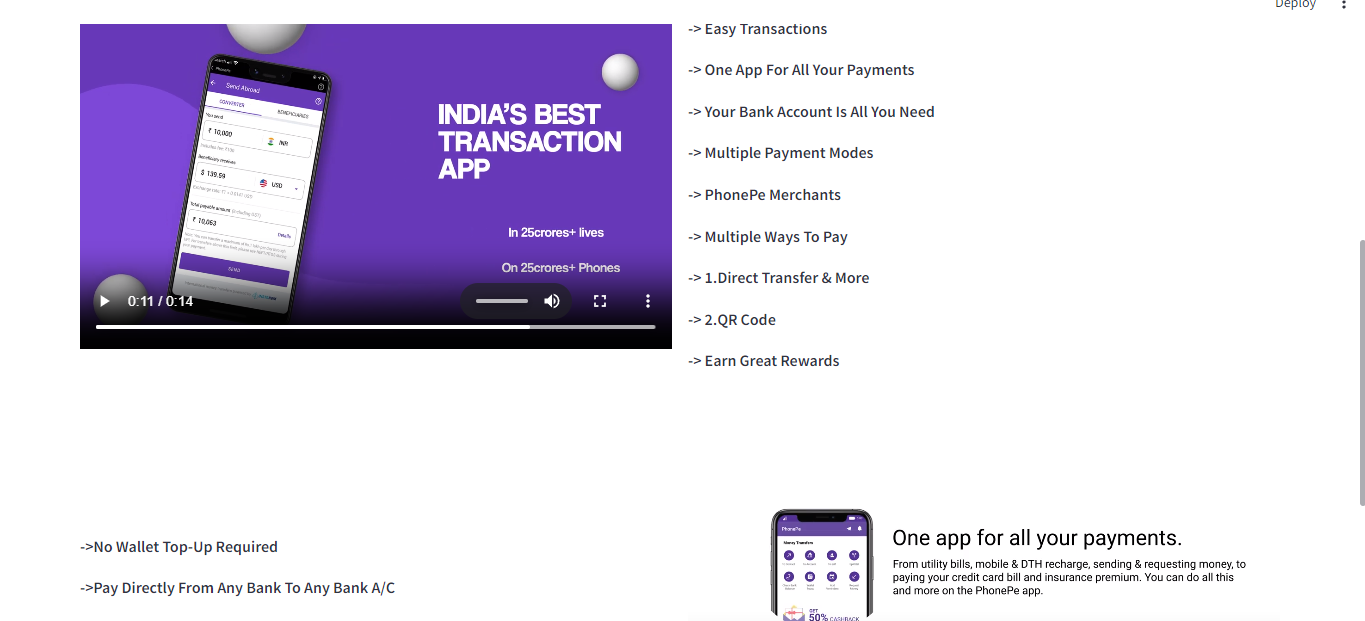 Deploy
Send Abroad
CONVERTER
BENEFICIARIES
You send
₹ 10,000
INR
Beneficiary receives
$ 139.59
USD
Total payable amount
₹ 10,053
Details
SEND
INDIA'S BEST
TRANSACTION
APP
In 25crores+ lives
On 25crores+ Phones
0:11 / 0:14
-> Easy Transactions
-> One App For All Your Payments
-> Your Bank Account Is All You Need
-> Multiple Payment Modes
-> PhonePe Merchants
-> Multiple Ways To Pay
-> 1.Direct Transfer & More
-> 2.QR Code
-> Earn Great Rewards
->No Wallet Top-Up Required
->Pay Directly From Any Bank To Any Bank A/C
PhonePe
Money Transfers
GET
50% CASHBACK
One app for all your payments.
From utility bills, mobile & DTH recharge, sending & requesting money, to
paying your credit card bill and insurance premium. You can do all this
and more on the PhonePe app.